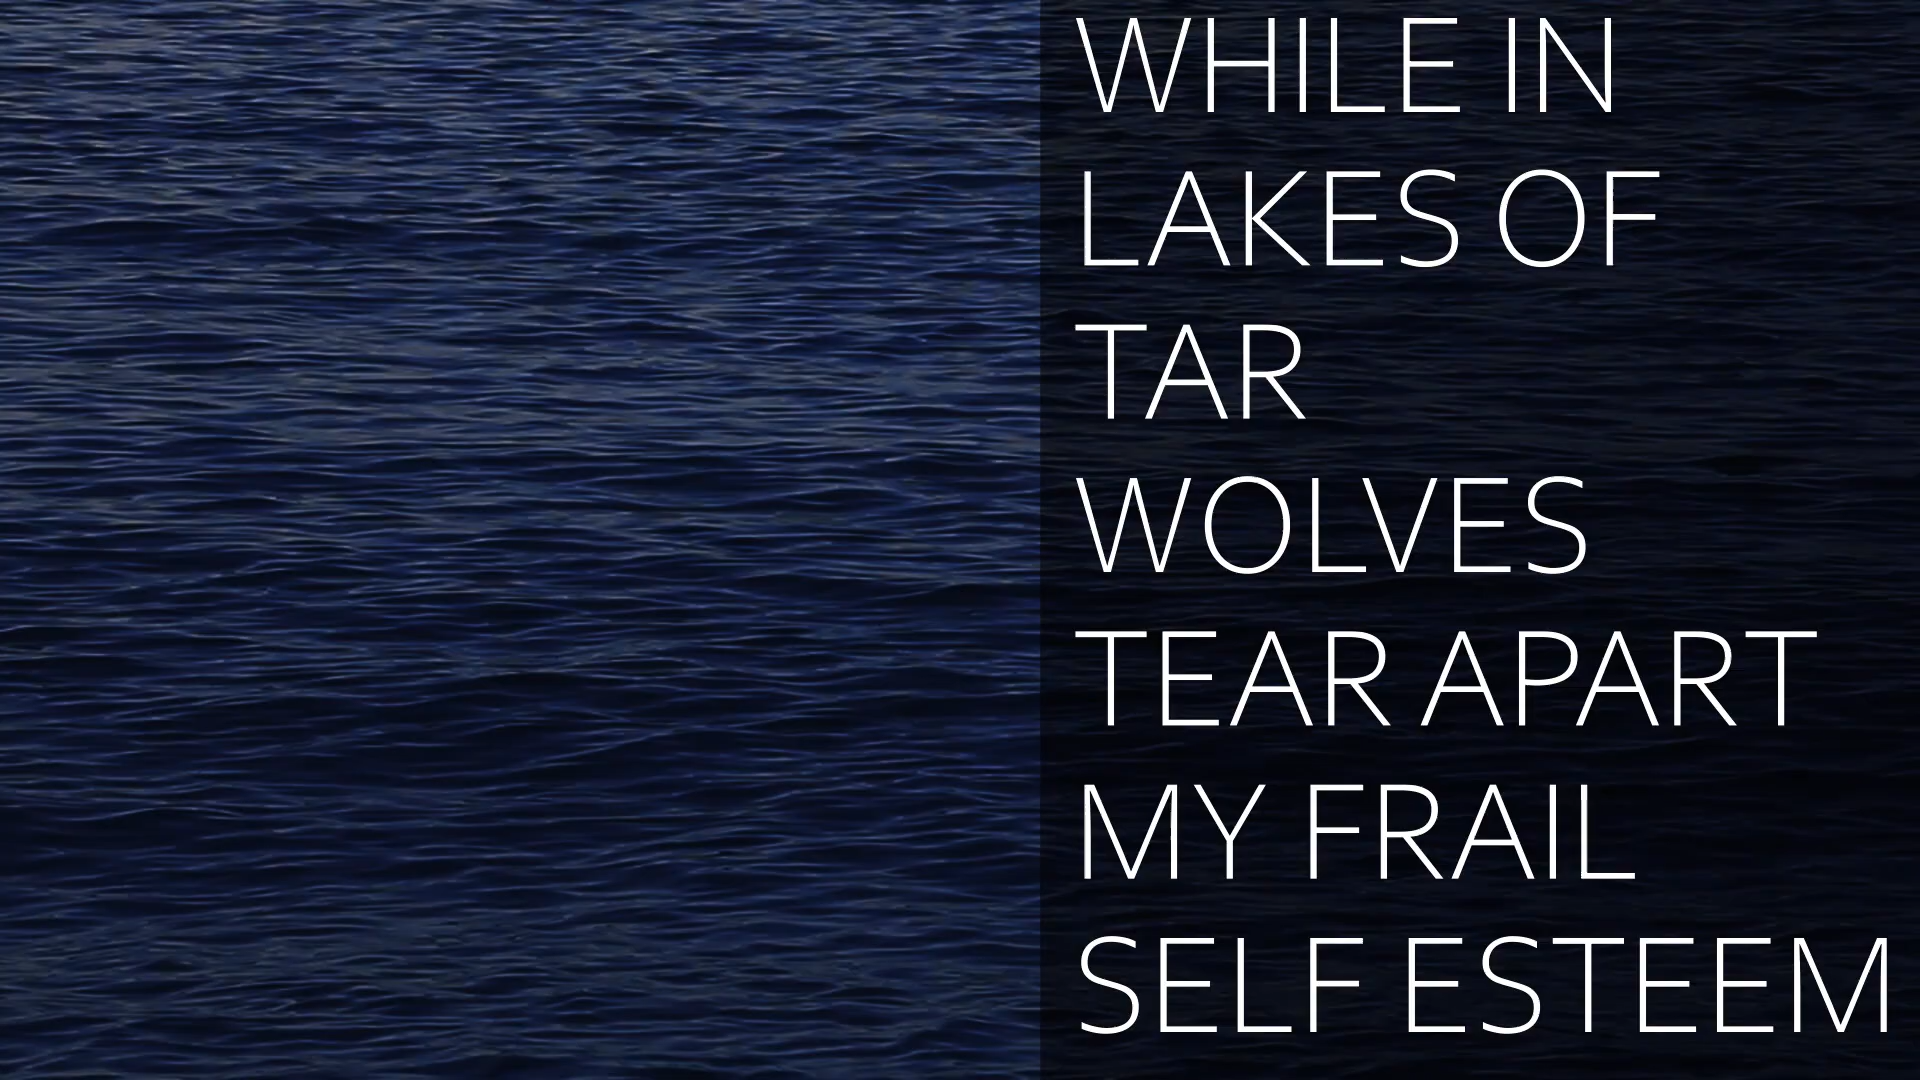 WHILE IN
LAKES OF
TAR
WOLVES
TEAR APART
MY FRAIL
SELF ESTEEM